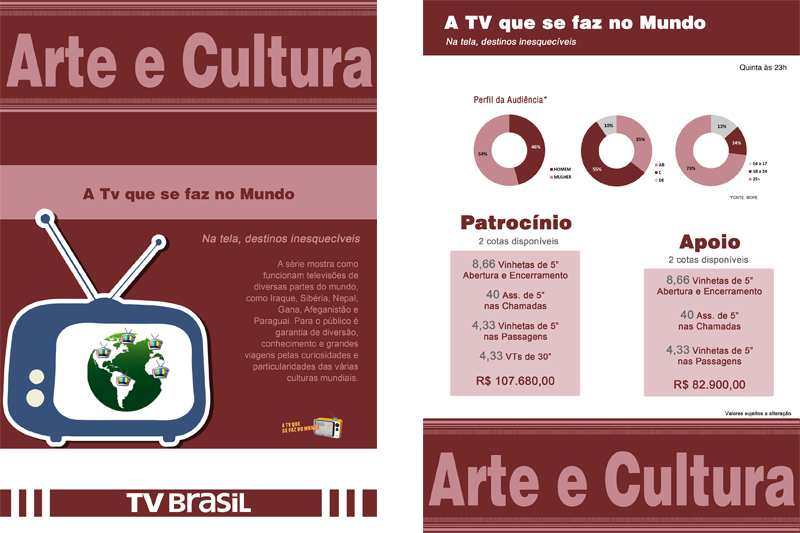 Arte e Cultura
A Tv que se faz no Mundo
Na tela, destinos inesquecíveis
A série mostra como
funcionam televisões de
diversas partes do mundo,
como Iraque, Sibéria, Nepal,
Gana, Afeganistão e
Paraguai. Para o público é
garantia de diversão,
conhecimento e grandes
viagens pelas curiosidades e
particularidades das várias
culturas mundiais.
A TV QUE
SE FAZ NO MUNDO
TV BRASIL
A TV que se faz no Mundo
Na tela, destinos inesquecíveis
Quinta às 23h
Perfil da Audiência*
54%
46%
HOMEM
MULHER
10%
35%
55%
AB
C
DE
13%
14%
73%
04 a 17
18 a 24
25+
*FONTE: IBOPE
Patrocínio
2 cotas disponíveis
8,66 Vinhetas de 5"
Abertura e Encerramento
40 Ass. de 5"
nas Chamadas
4,33 Vinhetas de 5"
nas Passagens
4,33 VTs de 30"
R$ 107.680,00
Apoio
2 cotas disponíveis
8,66 Vinhetas de 5"
Abertura e Encerramento
40 Ass. de 5"
nas Chamadas
4,33 Vinhetas de 5"
nas Passagens
R$ 82.900,00
Valores sujeitos a alteração
Arte e Cultura